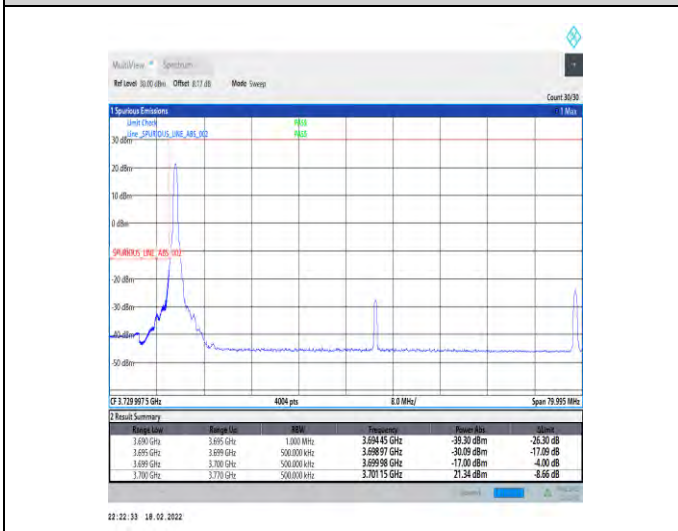 MultiView Spectrum
Ref Level 30.00 dBm Offset 8.17 dB Mode Sweep
Count 30/30
1 Spurious Emissions 1 Max
Limit Check PASS
Line _SPURIOUS_LINE_ABS_002 PASS
30 dBm
20 dBm
10 dBm
0 dBm
SPURIOUS_LINE_ABS_002
-20 dBm
-30 dBm
-40 dBm
-50 dBm
CF 3.7299975 GHz 4004 pts 8.0 MHz/ Span 79.995 MHz
2 Result Summary
Range Low Range Up RBW Frequency Power Abs ΔLimit
3.690 GHz 3.695 GHz 1.000 MHz 3.69445 GHz -39.30 dBm -26.30 dB
3.695 GHz 3.699 GHz 500.000 kHz 3.69897 GHz -30.09 dBm -17.09 dB
3.699 GHz 3.700 GHz 500.000 kHz 3.69998 GHz -17.00 dBm -4.00 dB
3.700 GHz 3.770 GHz 500.000 kHz 3.70115 GHz 21.34 dBm -8.66 dB
22:22:33 18.02.2022